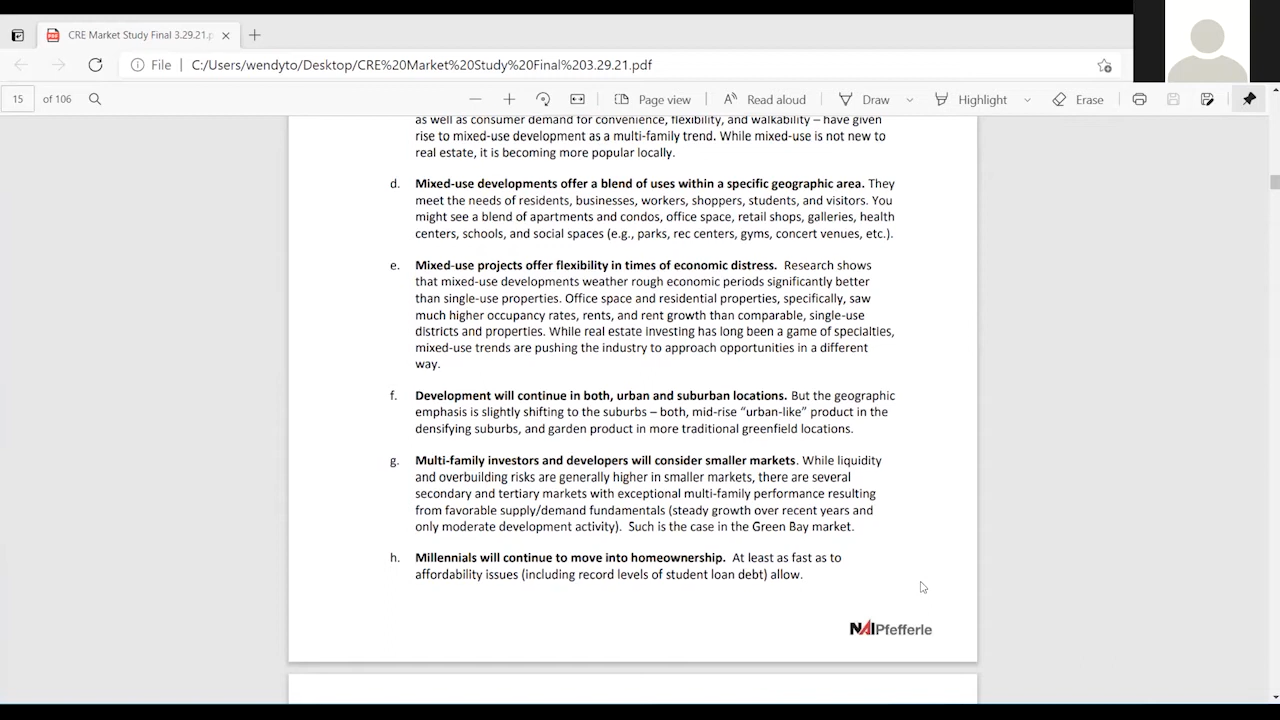 CRE Market Study Final 3.29.21.p
File C:/Users/wendyto/Desktop/CRE%20Market%20Study%20Final%203.29.21.pdf
15 of 106 Page view Read aloud Draw Highlight Erase
as well as consumer demand for convenience, flexibility, and walkability – have given
rise to mixed-use development as a multi-family trend. While mixed-use is not new to
real estate, it is becoming more popular locally.
d. Mixed-use developments offer a blend of uses within a specific geographic area. They
meet the needs of residents, businesses, workers, shoppers, students, and visitors. You
might see a blend of apartments and condos, office space, retail shops, galleries, health
centers, schools, and social spaces (e.g., parks, rec centers, gyms, concert venues, etc.).
e. Mixed-use projects offer flexibility in times of economic distress. Research shows
that mixed-use developments weather rough economic periods significantly better
than single-use properties. Office space and residential properties, specifically, saw
much higher occupancy rates, rents, and rent growth than comparable, single-use
districts and properties. While real estate investing has long been a game of specialties,
mixed-use trends are pushing the industry to approach opportunities in a different
way.
f. Development will continue in both, urban and suburban locations. But the geographic
emphasis is slightly shifting to the suburbs – both, mid-rise “urban-like” product in the
densifying suburbs, and garden product in more traditional greenfield locations.
g. Multi-family investors and developers will consider smaller markets. While liquidity
and overbuilding risks are generally higher in smaller markets, there are several
secondary and tertiary markets with exceptional multi-family performance resulting
from favorable supply/demand fundamentals (steady growth over recent years and
only moderate development activity). Such is the case in the Green Bay market.
h. Millennials will continue to move into homeownership. At least as fast as to
affordability issues (including record levels of student loan debt) allow.
NAIPfefferle